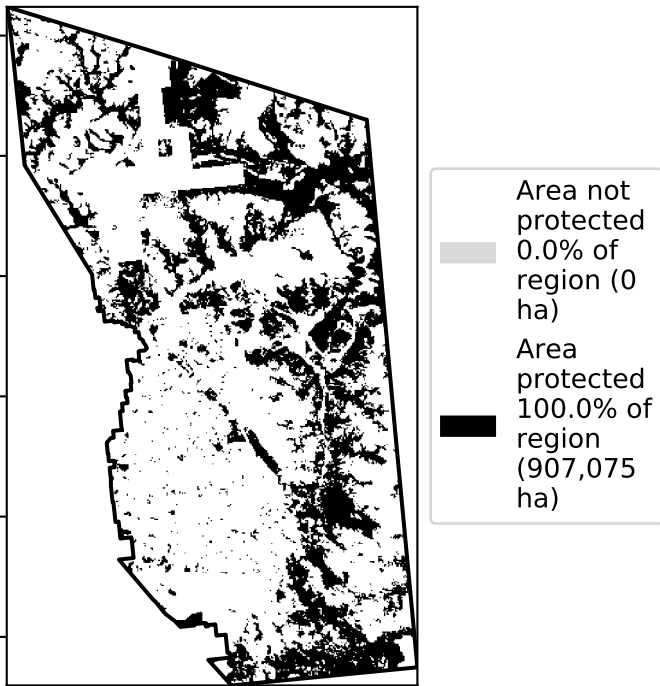 Area not
protected
0.0% of
region (0
ha)
Area
protected
100.0% of
region
(907,075
ha)